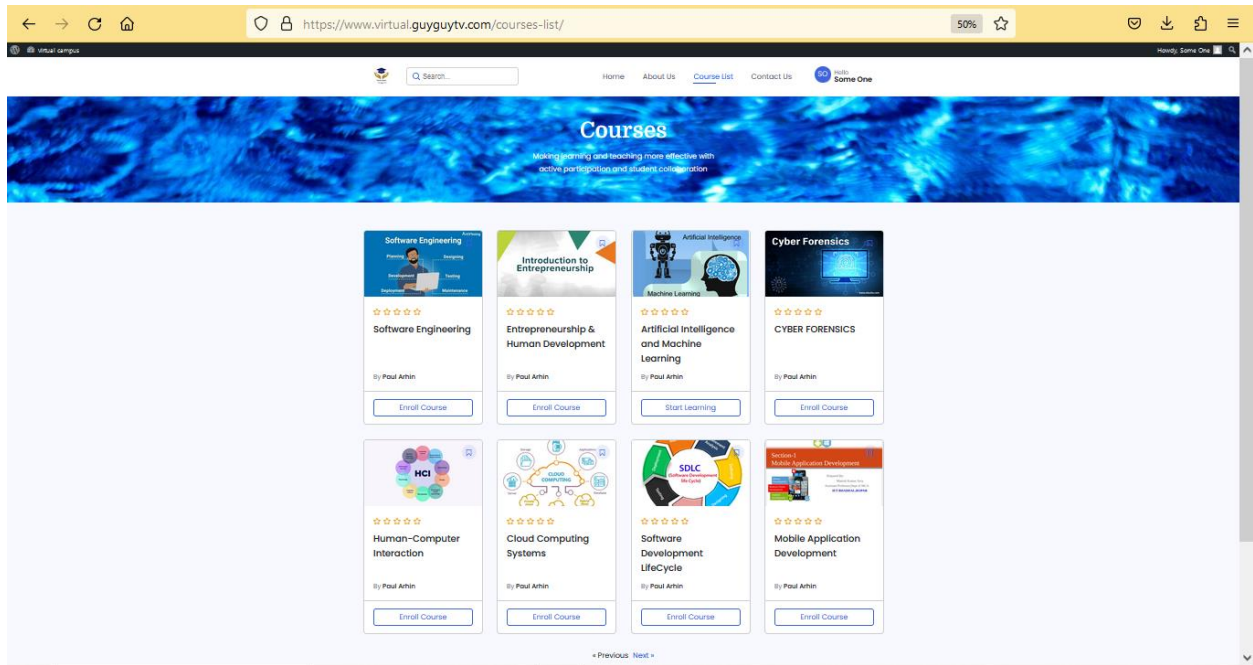 https://www.virtual.guyguytv.com/courses-list/
50%
virtual campus
Howdy, Some One
Search...
Home About Us Course List Contact Us
SO
Hello
Some One
Courses
Making learning and teaching more effective with
active participation and student collaboration
Software Engineering
Planning Designing
Development Testing
Deployment Maintenance
Introduction to
Entrepreneurship
Artificial Intelligence
Machine Learning
Cyber Forensics
Software Engineering
By Paul Arhin
Enroll Course
Entrepreneurship &
Human Development
By Paul Arhin
Enroll Course
Artificial Intelligence
and Machine
Learning
By Paul Arhin
Start Learning
CYBER FORENSICS
By Paul Arhin
Enroll Course
HCI
CLOUD
COMPUTING
SDLC
(Software Development
Life Cycle)
Section-1
Mobile Application Development
Human-Computer
Interaction
By Paul Arhin
Enroll Course
Cloud Computing
Systems
By Paul Arhin
Enroll Course
Software
Development
LifeCycle
By Paul Arhin
Enroll Course
Mobile Application
Development
By Paul Arhin
Enroll Course
« Previous Next »